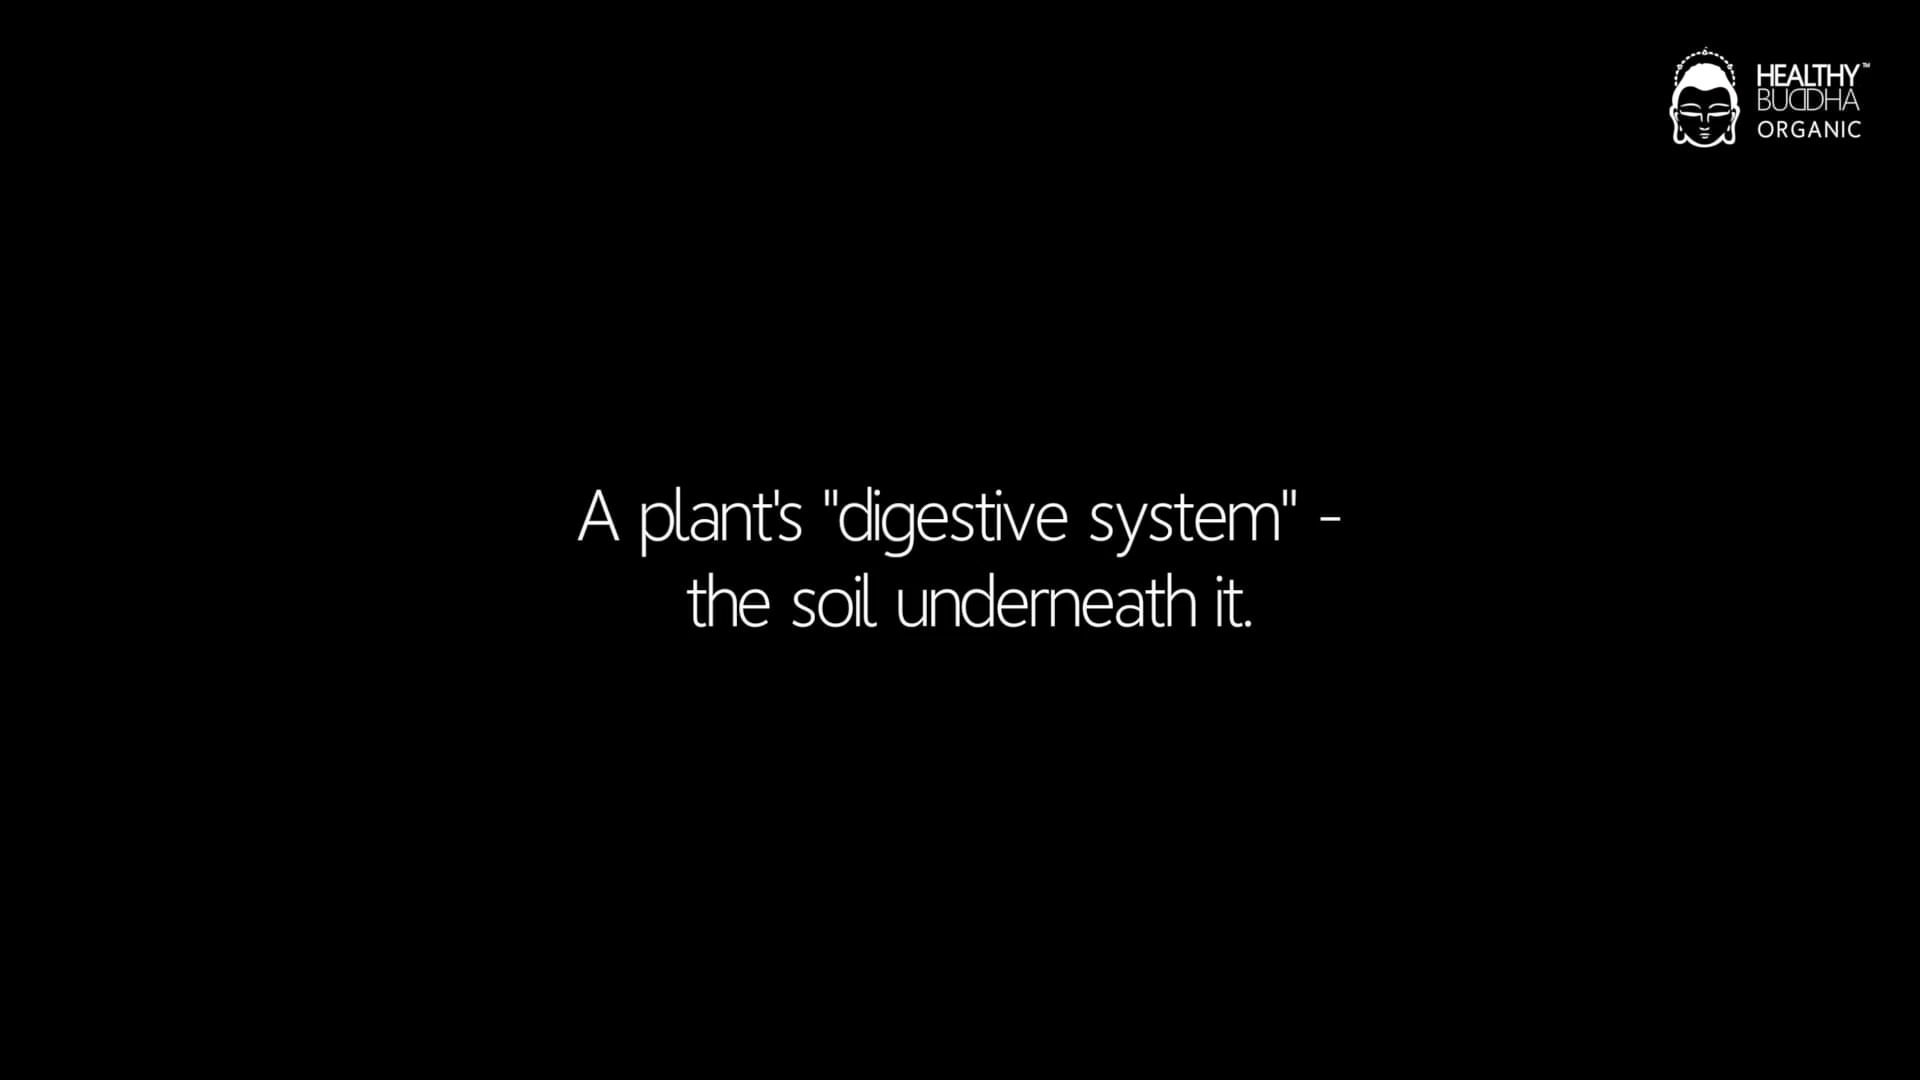 HEALTHY™
BUDDHA
ORGANIC
A plant's "digestive system" -
the soil underneath it.